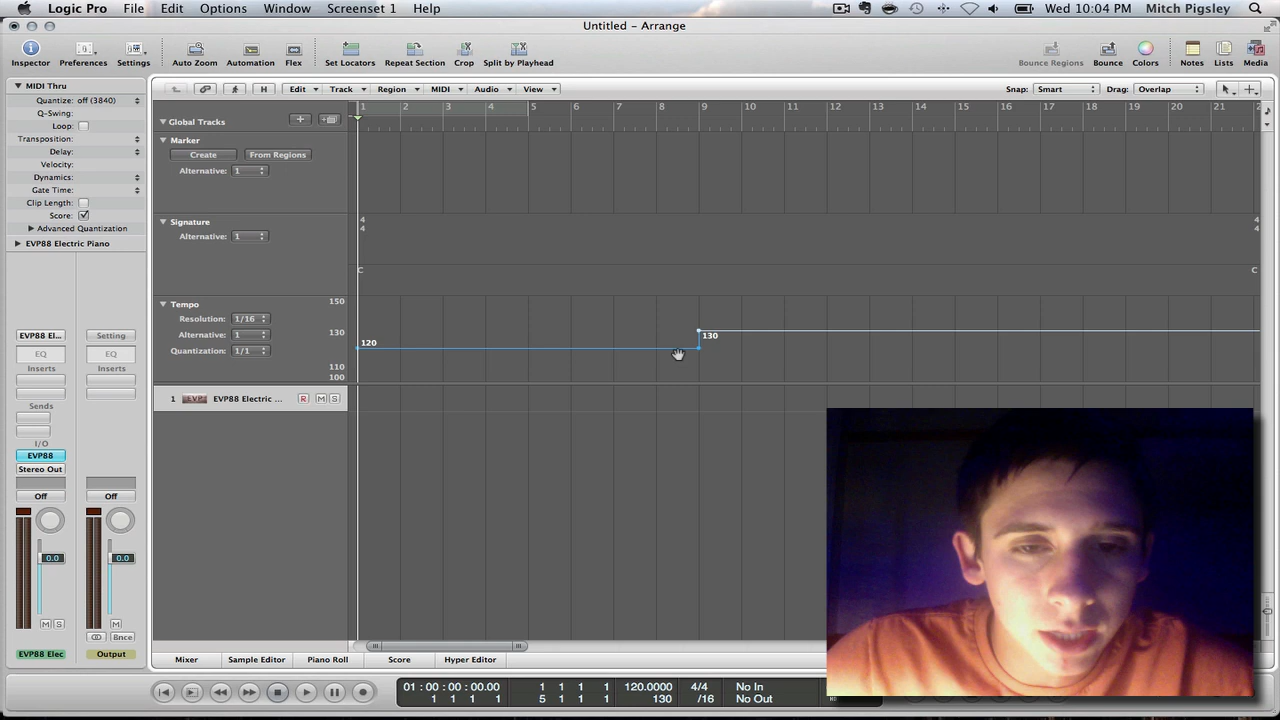 Logic Pro File Edit Options Window Screenset 1 Help Wed 10:04 PM Mitch Pigsley
Untitled – Arrange
Inspector Preferences Settings Auto Zoom Automation Flex Set Locators Repeat Section Crop Split by Playhead Bounce Regions Bounce Colors Notes Lists Media
MIDI Thru
Quantize: off (3840)
Q-Swing:
Loop:
Transposition:
Delay:
Velocity:
Dynamics:
Gate Time:
Clip Length:
Score:
Advanced Quantization
EVP88 Electric Piano
H Edit Track Region MIDI Audio View Snap: Smart Drag: Overlap
1 2 3 4 5 6 7 8 9 10 11 12 13 14 15 16 17 18 19 20 21
Global Tracks
Marker
Create From Regions
Alternative: 1
Signature
4 4
4 4
Alternative: 1
C C
Tempo
150
Resolution: 1/16
Alternative: 1
130
Quantization: 1/1
110
100
120
130
1 EVP88 Electric ... R M S
EVP88 El... Setting
EQ EQ
Inserts Inserts
Sends
I/O
EVP88
Stereo Out
Off Off
0.0 0.0
M S M
Bnce
EVP88 Elec Output
Mixer Sample Editor Piano Roll Score Hyper Editor
01 : 00 : 00 : 00.00 1 1 1 1 120.0000 4/4 No In
5 1 1 1 130 /16 No Out